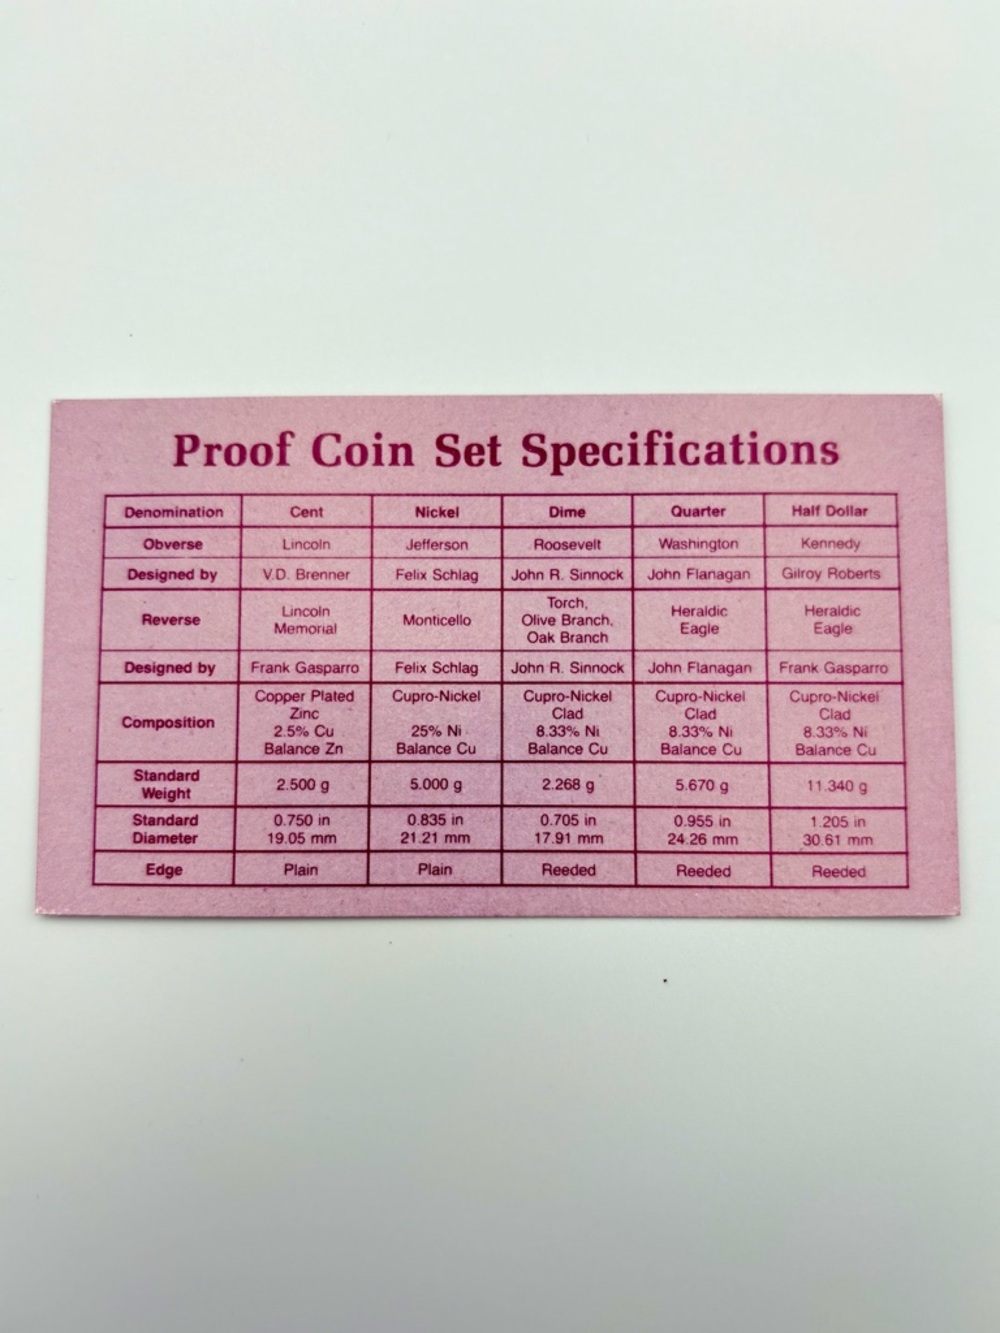 Proof Coin Set Specifications
Denomination Cent Nickel Dime Quarter Half Dollar
Obverse Lincoln Jefferson Roosevelt Washington Kennedy
Designed by V.D. Brenner Felix Schlag John R. Sinnock John Flanagan Gilroy Roberts
Reverse
Lincoln
Memorial
Monticello
Torch,
Olive Branch,
Oak Branch
Heraldic
Eagle
Heraldic
Eagle
Designed by Frank Gasparro Felix Schlag John R. Sinnock John Flanagan Frank Gasparro
Composition
Copper Plated
Zinc
2.5% Cu
Balance Zn
Cupro-Nickel
25% Ni
Balance Cu
Cupro-Nickel
Clad
8.33% Ni
Balance Cu
Cupro-Nickel
Clad
8.33% Ni
Balance Cu
Cupro-Nickel
Clad
8.33% Ni
Balance Cu
Standard
Weight
2.500 g 5.000 g 2.268 g 5.670 g 11.340 g
Standard
Diameter
0.750 in
19.05 mm
0.835 in
21.21 mm
0.705 in
17.91 mm
0.955 in
24.26 mm
1.205 in
30.61 mm
Edge Plain Plain Reeded Reeded Reeded